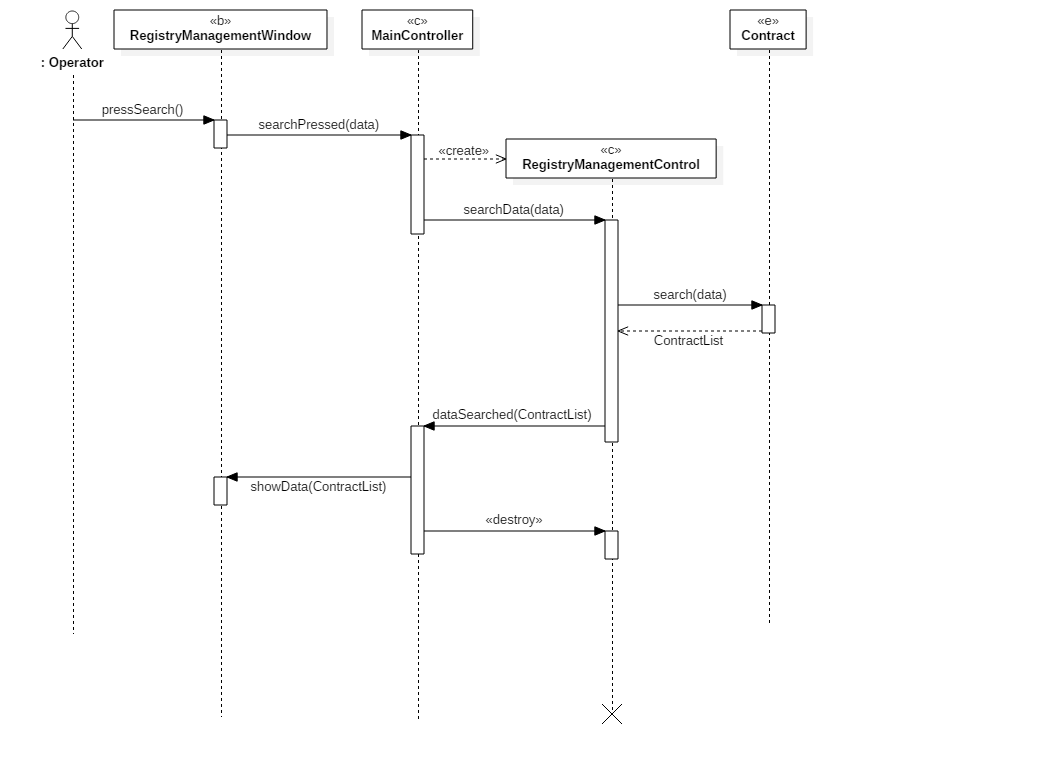 «b»
RegistryManagementWindow
«c»
MainController
«e»
Contract
: Operator
pressSearch()
searchPressed(data)
«create»
«c»
RegistryManagementControl
searchData(data)
search(data)
ContractList
dataSearched(ContractList)
showData(ContractList)
«destroy»